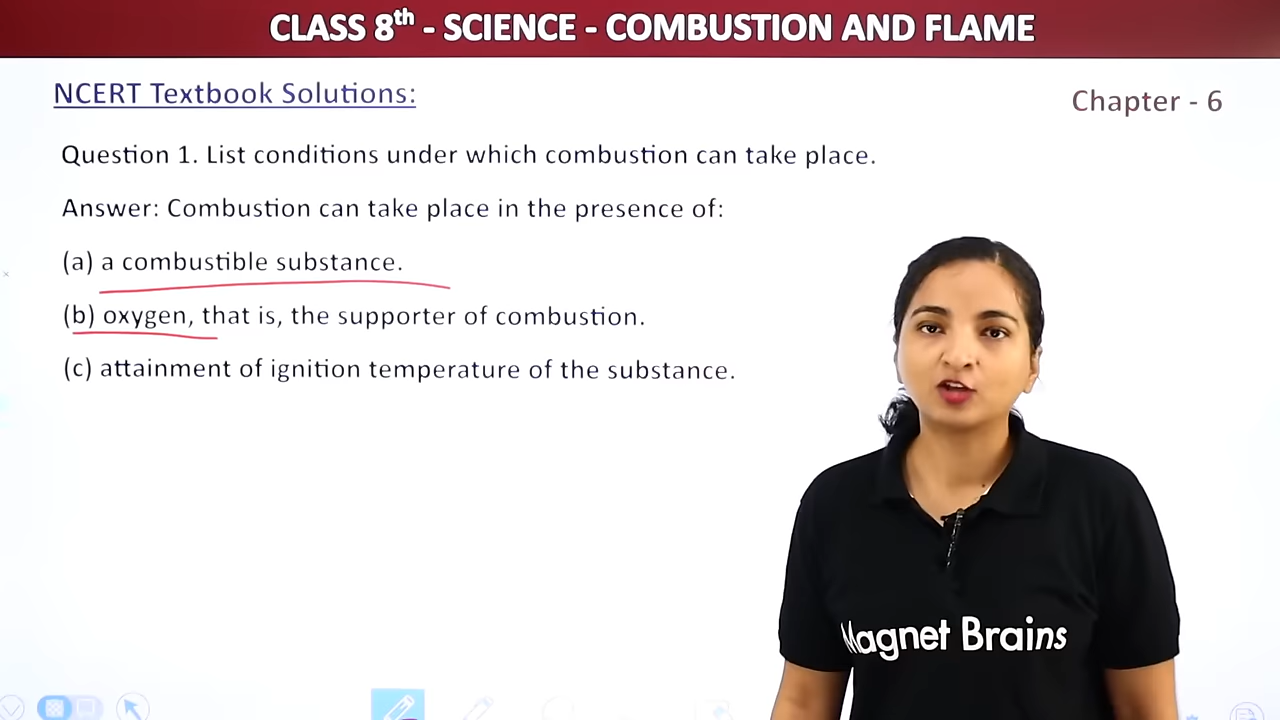 CLASS 8th - SCIENCE - COMBUSTION AND FLAME
NCERT Textbook Solutions:
Chapter - 6
Question 1. List conditions under which combustion can take place.
Answer: Combustion can take place in the presence of:
(a) a combustible substance.
(b) oxygen, that is, the supporter of combustion.
(c) attainment of ignition temperature of the substance.
Magnet Brains